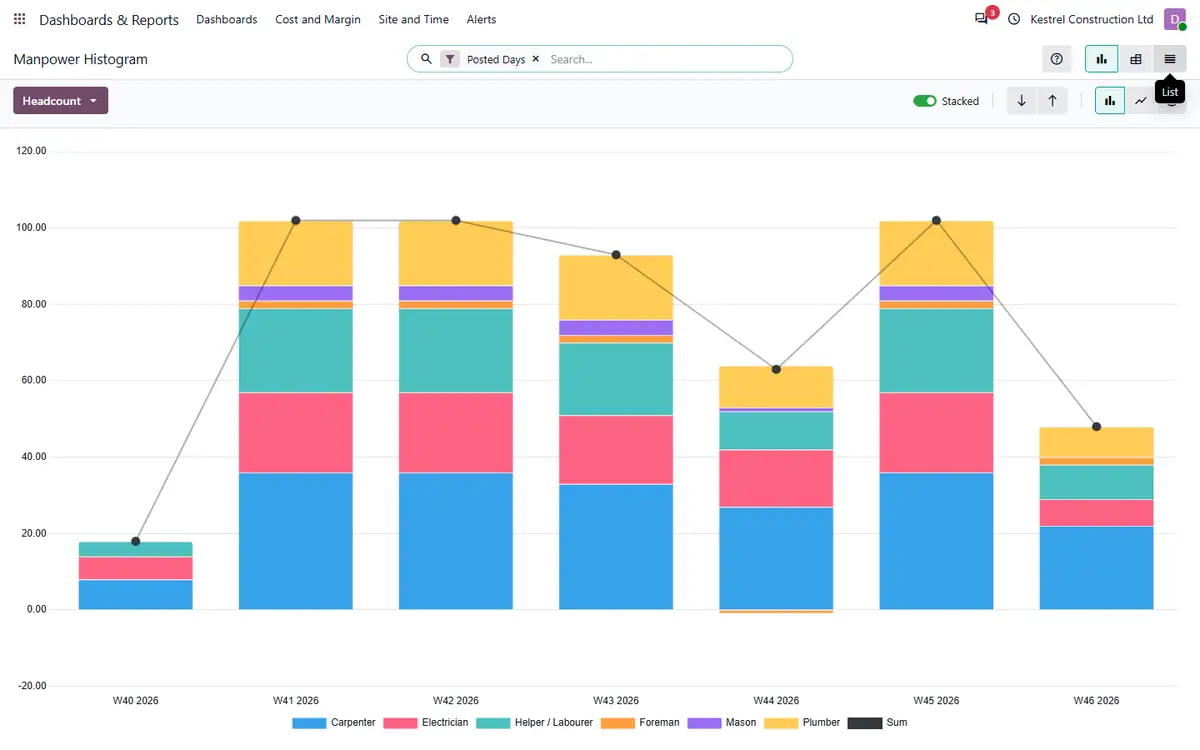 Dashboards & Reports Dashboards Cost and Margin Site and Time Alerts 3 Kestrel Construction Ltd D
Manpower Histogram Posted Days × Search...
Headcount Stacked List
120.00
100.00
80.00
60.00
40.00
20.00
0.00
-20.00
W40 2026 W41 2026 W42 2026 W43 2026 W44 2026 W45 2026 W46 2026
Carpenter Electrician Helper / Labourer Foreman Mason Plumber Sum